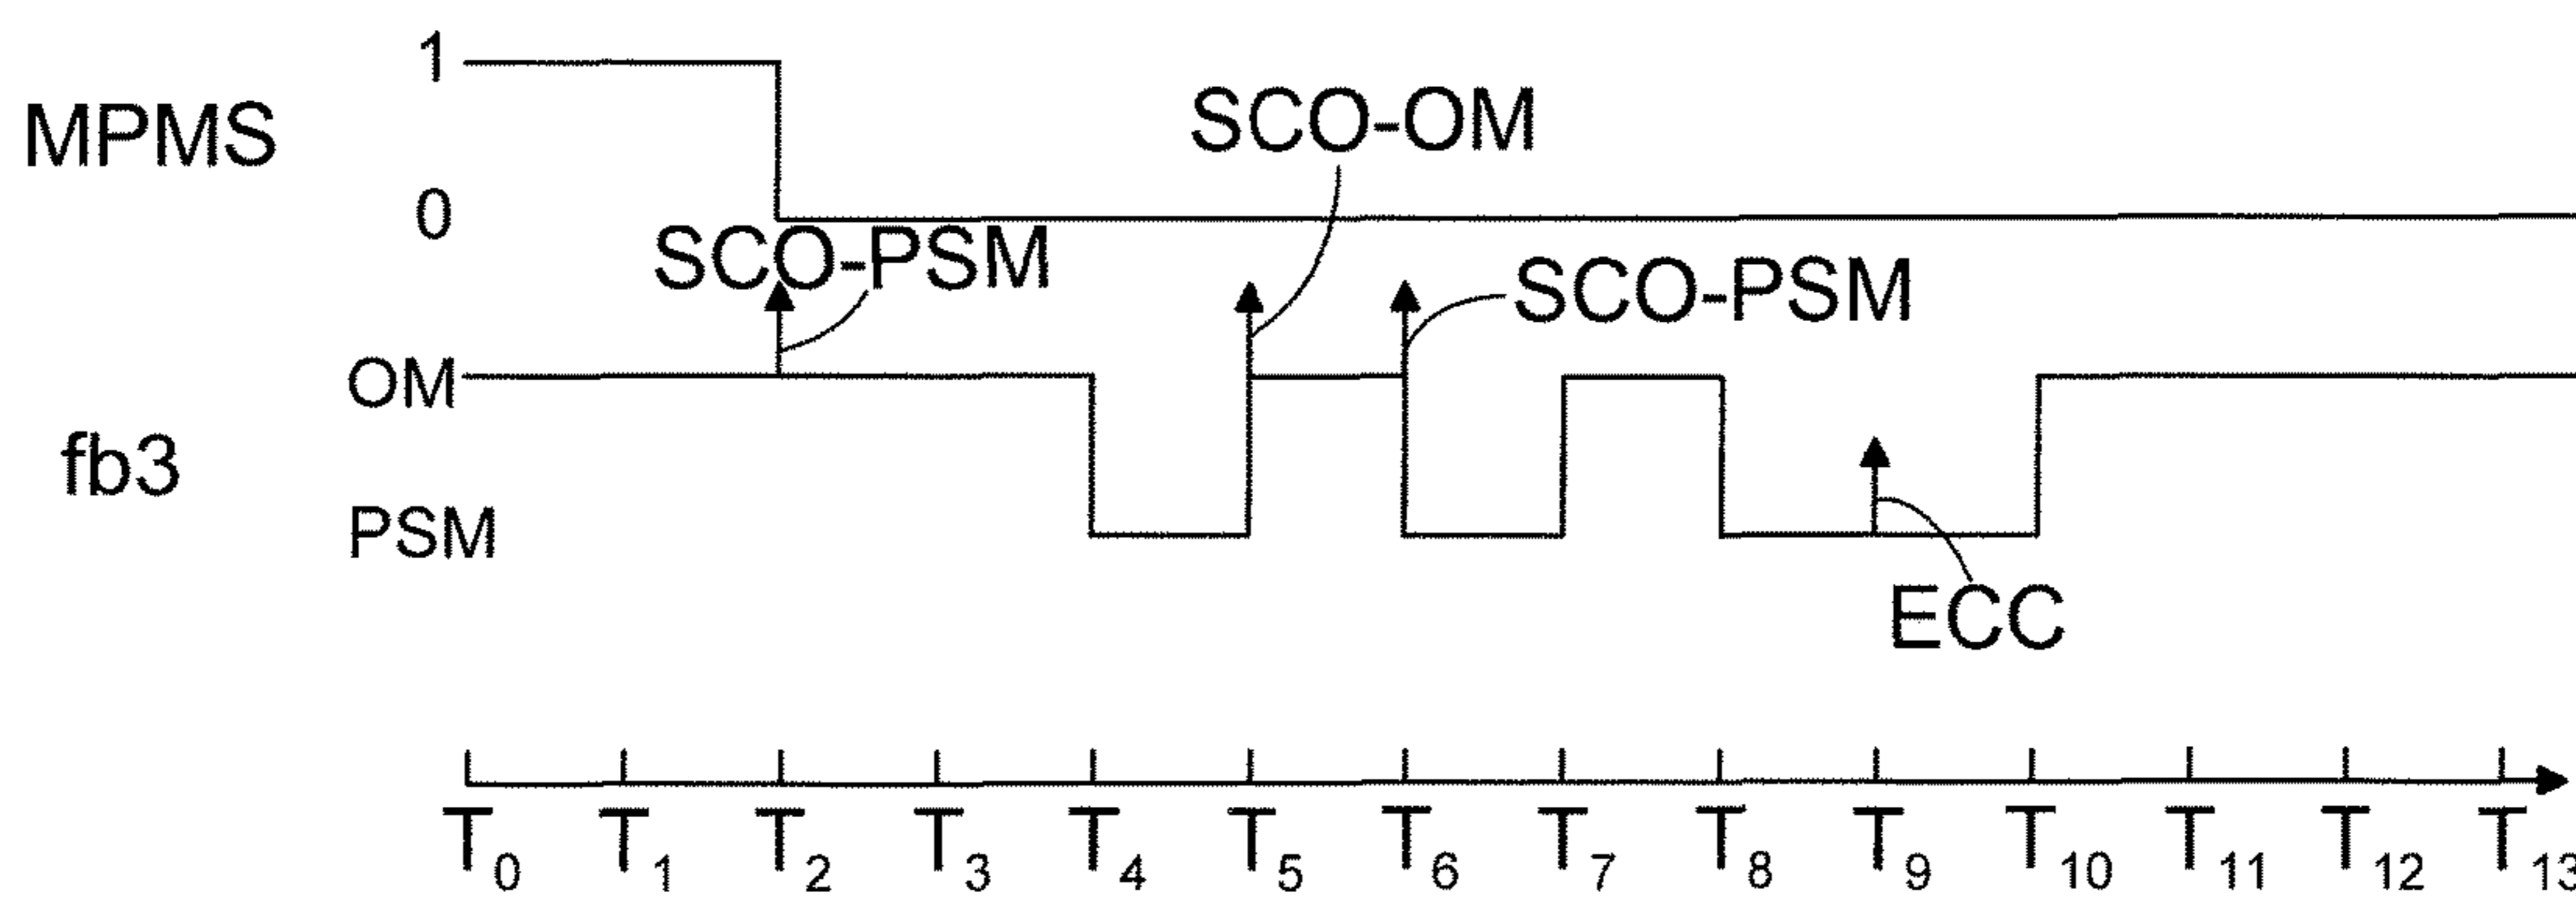 1
MPMS
SCO-OM
0
SCO-PSM
SCO-PSM
OM
fb3
PSM
ECC
T0 T1 T2 T3 T4 T5 T6 T7 T8 T9 T10 T11 T12 T13